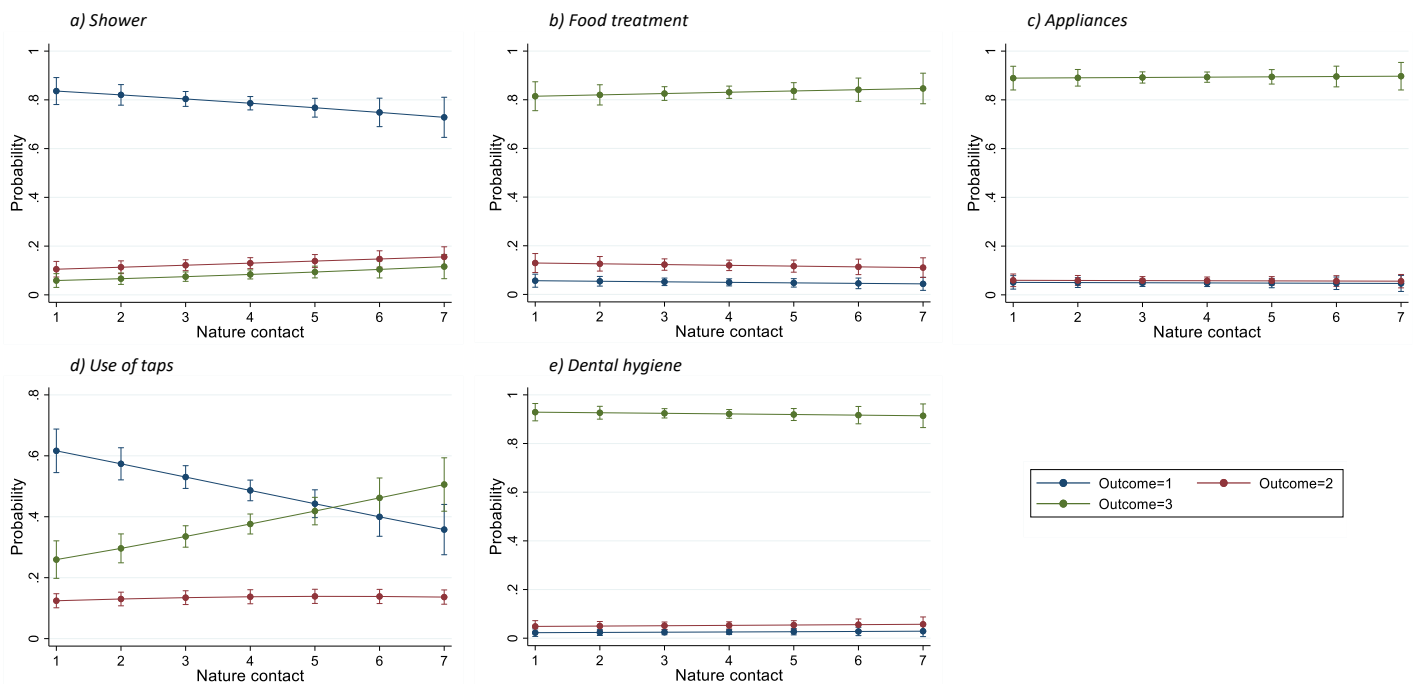 a) Shower
b) Food treatment
c) Appliances
Probability
0 .2 .4 .6 .8 1
1 2 3 4 5 6 7
Nature contact
Probability
0 .2 .4 .6 .8 1
1 2 3 4 5 6 7
Nature contact
Probability
0 .2 .4 .6 .8 1
1 2 3 4 5 6 7
Nature contact
d) Use of taps
e) Dental hygiene
Probability
0 .2 .4 .6 .8
1 2 3 4 5 6 7
Nature contact
Probability
0 .2 .4 .6 .8 1
1 2 3 4 5 6 7
Nature contact
Outcome=1 Outcome=2
Outcome=3